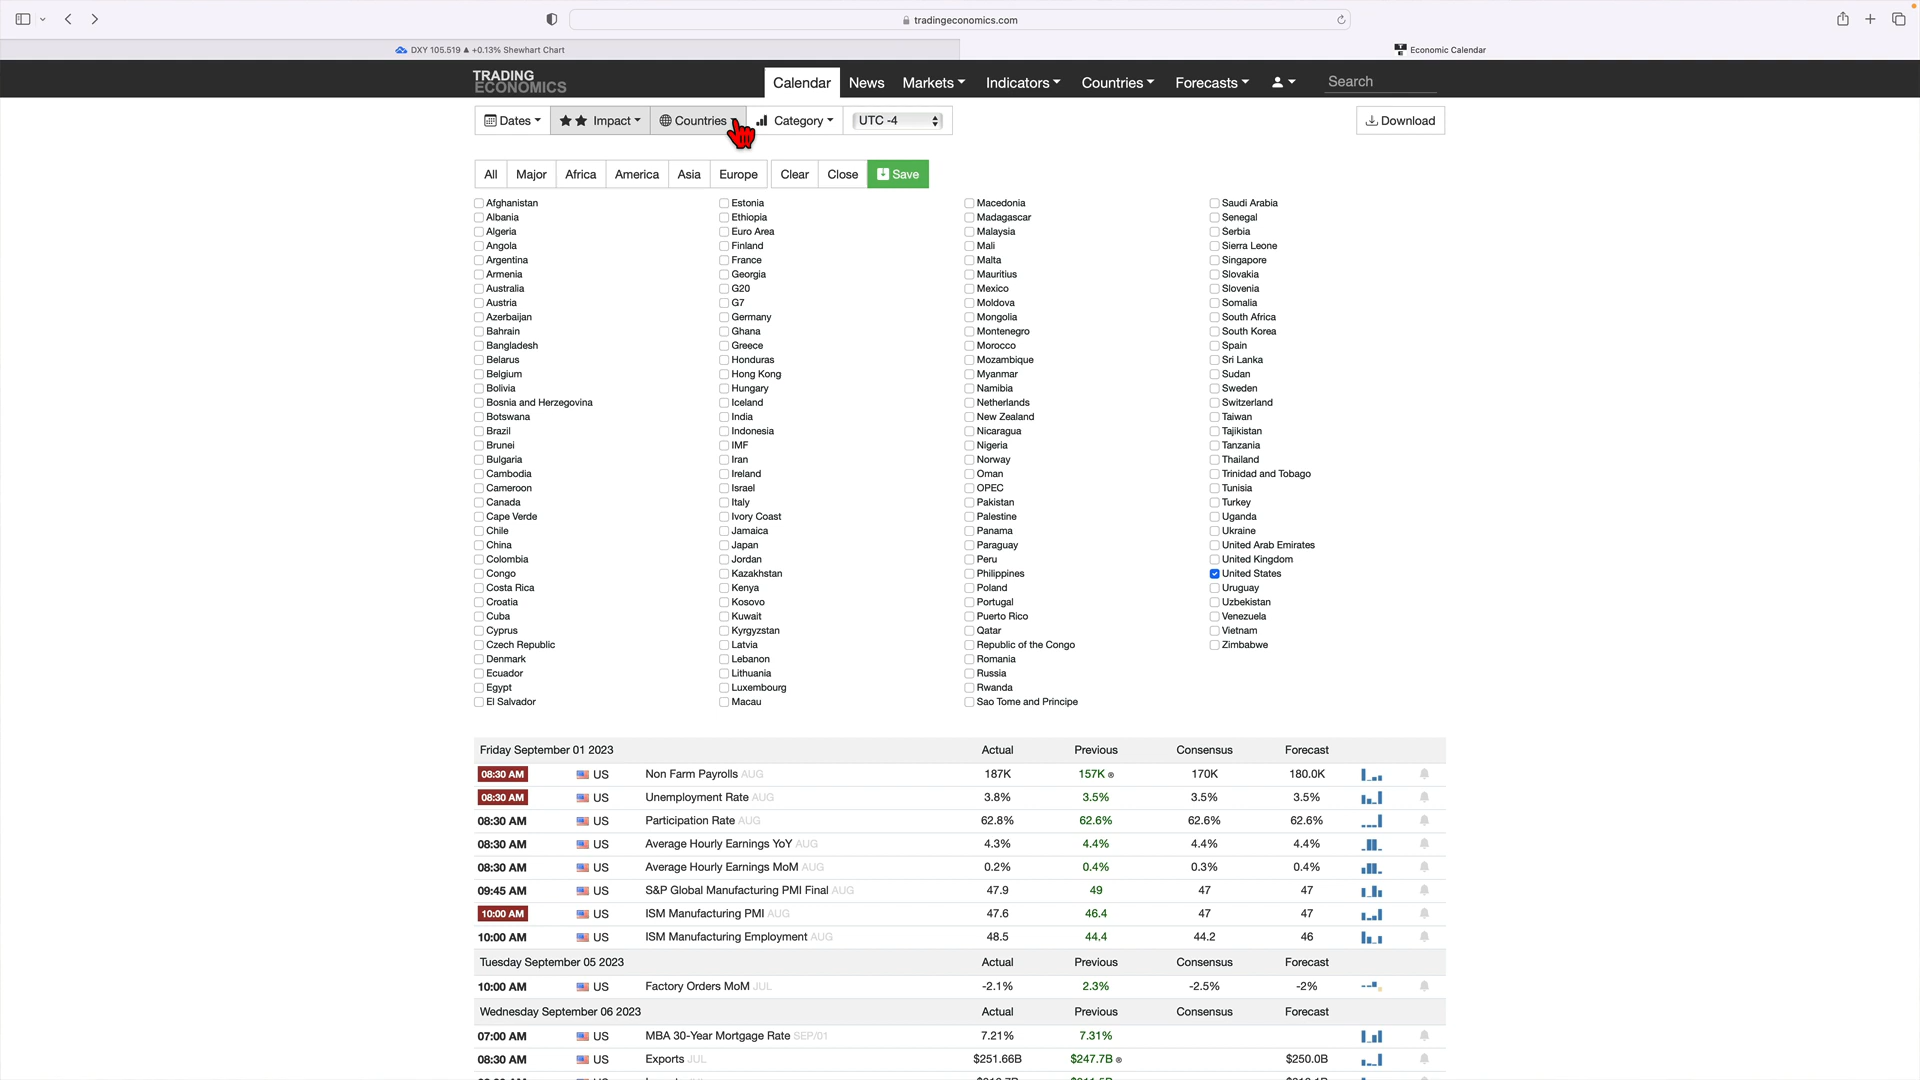 tradingeconomics.com
DXY 105.519 ▲ +0.13% Shewhart Chart
Economic Calendar
TRADING
ECONOMICS
Calendar News Markets Indicators Countries Forecasts Search
Dates Impact Countries Category UTC -4 Download
All Major Africa America Asia Europe Clear Close Save
Afghanistan Estonia Macedonia Saudi Arabia
Albania Ethiopia Madagascar Senegal
Algeria Euro Area Malaysia Serbia
Angola Finland Mali Sierra Leone
Argentina France Malta Singapore
Armenia Georgia Mauritius Slovakia
Australia G20 Mexico Slovenia
Austria G7 Moldova Somalia
Azerbaijan Germany Mongolia South Africa
Bahrain Ghana Montenegro South Korea
Bangladesh Greece Morocco Spain
Belarus Honduras Mozambique Sri Lanka
Belgium Hong Kong Myanmar Sudan
Bolivia Hungary Namibia Sweden
Bosnia and Herzegovina Iceland Netherlands Switzerland
Botswana India New Zealand Taiwan
Brazil Indonesia Nicaragua Tajikistan
Brunei IMF Nigeria Tanzania
Bulgaria Iran Norway Thailand
Cambodia Ireland Oman Trinidad and Tobago
Cameroon Israel OPEC Tunisia
Canada Italy Pakistan Turkey
Cape Verde Ivory Coast Palestine Uganda
Chile Jamaica Panama Ukraine
China Japan Paraguay United Arab Emirates
Colombia Jordan Peru United Kingdom
Congo Kazakhstan Philippines United States
Costa Rica Kenya Poland Uruguay
Croatia Kosovo Portugal Uzbekistan
Cuba Kuwait Puerto Rico Venezuela
Cyprus Kyrgyzstan Qatar Vietnam
Czech Republic Latvia Republic of the Congo Zimbabwe
Denmark Lebanon Romania
Ecuador Lithuania Russia
Egypt Luxembourg Rwanda
El Salvador Macau Sao Tome and Principe
Friday September 01 2023 Actual Previous Consensus Forecast
08:30 AM US Non Farm Payrolls AUG 187K 157K ® 170K 180.0K
08:30 AM US Unemployment Rate AUG 3.8% 3.5% 3.5% 3.5%
08:30 AM US Participation Rate AUG 62.8% 62.6% 62.6% 62.6%
08:30 AM US Average Hourly Earnings YoY AUG 4.3% 4.4% 4.4% 4.4%
08:30 AM US Average Hourly Earnings MoM AUG 0.2% 0.4% 0.3% 0.4%
09:45 AM US S&P Global Manufacturing PMI Final AUG 47.9 49 47 47
10:00 AM US ISM Manufacturing PMI AUG 47.6 46.4 47 47
10:00 AM US ISM Manufacturing Employment AUG 48.5 44.4 44.2 46
Tuesday September 05 2023 Actual Previous Consensus Forecast
10:00 AM US Factory Orders MoM JUL -2.1% 2.3% -2.5% -2%
Wednesday September 06 2023 Actual Previous Consensus Forecast
07:00 AM US MBA 30-Year Mortgage Rate SEP/01 7.21% 7.31%
08:30 AM US Exports JUL $251.66B $247.7B ® $250.0B